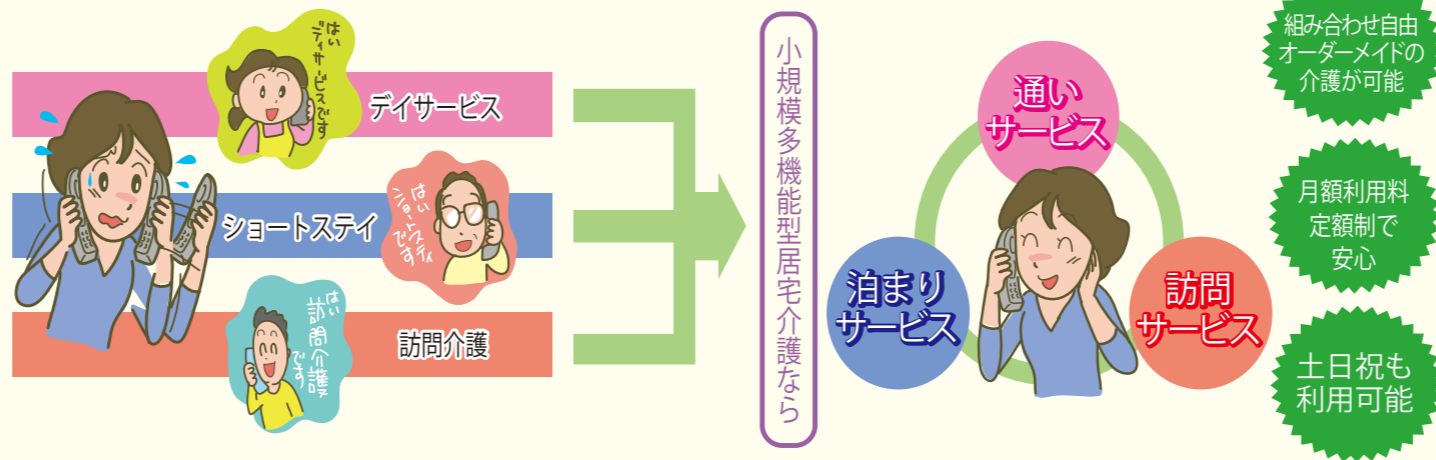 はい
デイサービスです
デイサービス
ショートステイ
はい
ショートステイ
です
はい
訪問介護
です
訪問介護
小規模多機能型居宅介護なら
通い
サービス
泊まり
サービス
訪問
サービス
組み合わせ自由
オーダーメイドの
介護が可能
月額利用料
定額制で
安心
土日祝も
利用可能